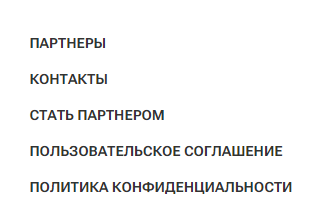 ПАРТНЕРЫ
КОНТАКТЫ
СТАТЬ ПАРТНЕРОМ
ПОЛЬЗОВАТЕЛЬСКОЕ СОГЛАШЕНИЕ
ПОЛИТИКА КОНФИДЕНЦИАЛЬНОСТИ